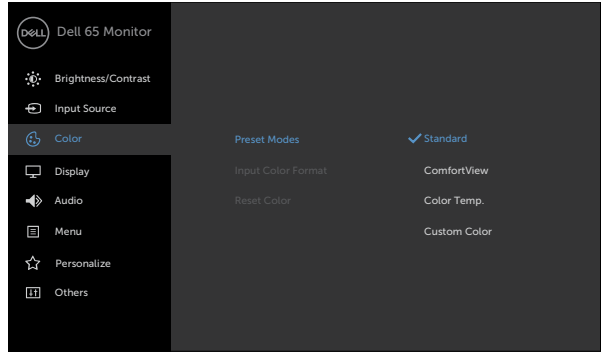 DELL Dell 65 Monitor
Brightness/Contrast
Input Source
Color Preset Modes Standard
Display Input Color Format ComfortView
Audio Reset Color Color Temp.
Menu Custom Color
Personalize
Others